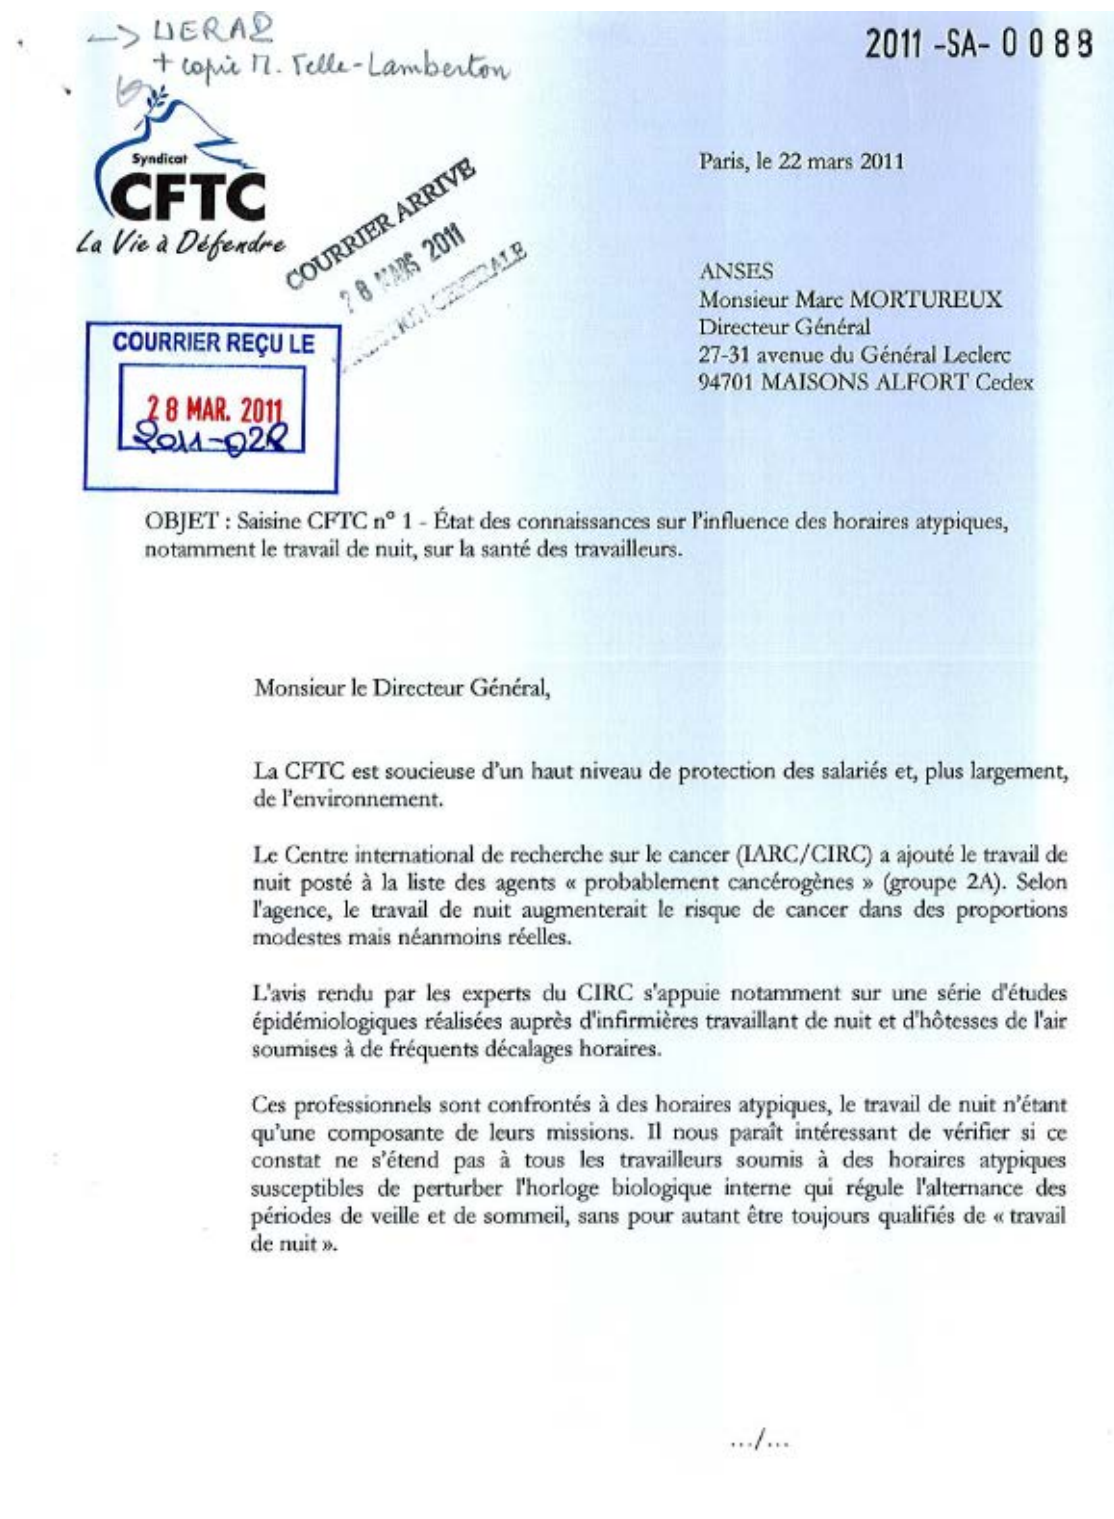 → UERAP
+ copie M. Telle-Lamberton
2011 -SA- 0 0 8 8
Syndicat
CFTC
La Vie à Défendre
COURRIER ARRIVE
28 MARS 2011
GENERALE
Paris, le 22 mars 2011
ANSES
Monsieur Marc MORTUREUX
Directeur Général
27-31 avenue du Général Leclerc
94701 MAISONS ALFORT Cedex
COURRIER REÇU LE
28 MAR. 2011
2011-028
OBJET : Saisine CFTC n° 1 - État des connaissances sur l'influence des horaires atypiques,
notamment le travail de nuit, sur la santé des travailleurs.
Monsieur le Directeur Général,
La CFTC est soucieuse d'un haut niveau de protection des salariés et, plus largement,
de l'environnement.
Le Centre international de recherche sur le cancer (IARC/CIRC) a ajouté le travail de
nuit posté à la liste des agents « probablement cancérogènes » (groupe 2A). Selon
l'agence, le travail de nuit augmenterait le risque de cancer dans des proportions
modestes mais néanmoins réelles.
L'avis rendu par les experts du CIRC s'appuie notamment sur une série d'études
épidémiologiques réalisées auprès d'infirmières travaillant de nuit et d'hôtesses de l'air
soumises à de fréquents décalages horaires.
Ces professionnels sont confrontés à des horaires atypiques, le travail de nuit n'étant
qu'une composante de leurs missions. Il nous paraît intéressant de vérifier si ce
constat ne s'étend pas à tous les travailleurs soumis à des horaires atypiques
susceptibles de perturber l'horloge biologique interne qui régule l'alternance des
périodes de veille et de sommeil, sans pour autant être toujours qualifiés de « travail
de nuit ».
.../...